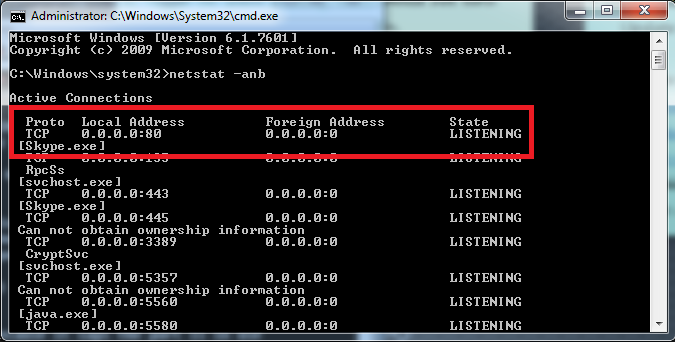 Administrator: C:\Windows\System32\cmd.exe
Microsoft Windows [Version 6.1.7601]
Copyright (c) 2009 Microsoft Corporation.  All rights reserved.
C:\Windows\system32>netstat -anb
Active Connections
Proto  Local Address          Foreign Address        State
TCP    0.0.0.0:80             0.0.0.0:0              LISTENING
[Skype.exe]
TCP    0.0.0.0:135            0.0.0.0:0              LISTENING
RpcSs
[svchost.exe]
TCP    0.0.0.0:443            0.0.0.0:0              LISTENING
[Skype.exe]
TCP    0.0.0.0:445            0.0.0.0:0              LISTENING
Can not obtain ownership information
TCP    0.0.0.0:3389           0.0.0.0:0              LISTENING
CryptSvc
[svchost.exe]
TCP    0.0.0.0:5357           0.0.0.0:0              LISTENING
Can not obtain ownership information
TCP    0.0.0.0:5560           0.0.0.0:0              LISTENING
[java.exe]
TCP    0.0.0.0:5580           0.0.0.0:0              LISTENING